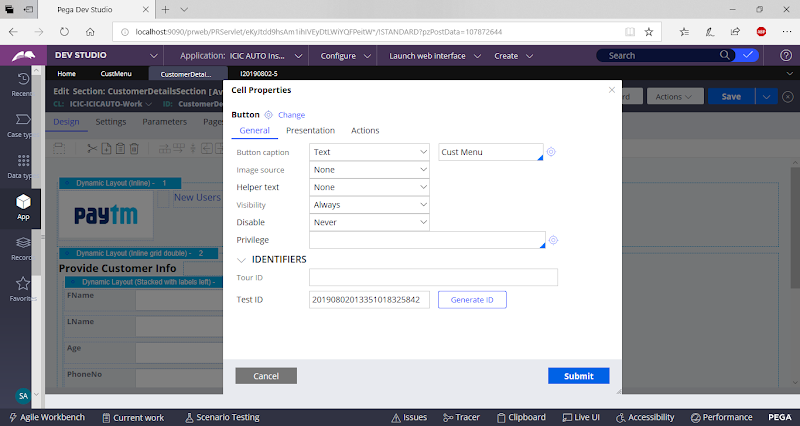 Pega Dev Studio
localhost:9090/prweb/PRServlet/eKyJtdd9hsAm1ihIVEyDtLWiYQFPeitW*/!STANDARD?pzPostData=107872644
DEV STUDIO
Application: ICIC AUTO Ins...
Configure
Launch web interface
Create
Search
Home
CustMenu
CustomerDetai...
I20190802-5
Recent
Edit Section: CustomerDetailsSection [Av
CL: ICIC-ICICAUTO-Work
ID: CustomerDe
Actions
Save
Design
Settings
Parameters
Pages
Case type
Data type
App
Record
Favorite
SA
Dynamic Layout (Inline) - 1
paytm
New Users
Dynamic Layout (Inline grid double) - 2
Provide Customer Info
Dynamic Layout (Stacked with labels left) -
FName
LName
Age
PhoneNo
Cell Properties
Button
Change
General
Presentation
Actions
Button caption
Text
Cust Menu
Image source
None
Helper text
None
Visibility
Always
Disable
Never
Privilege
IDENTIFIERS
Tour ID
Test ID
20190802013351018325842
Generate ID
Cancel
Submit
Agile Workbench
Current work
Scenario Testing
Issues
Tracer
Clipboard
Live UI
Accessibility
Performance
PEGA